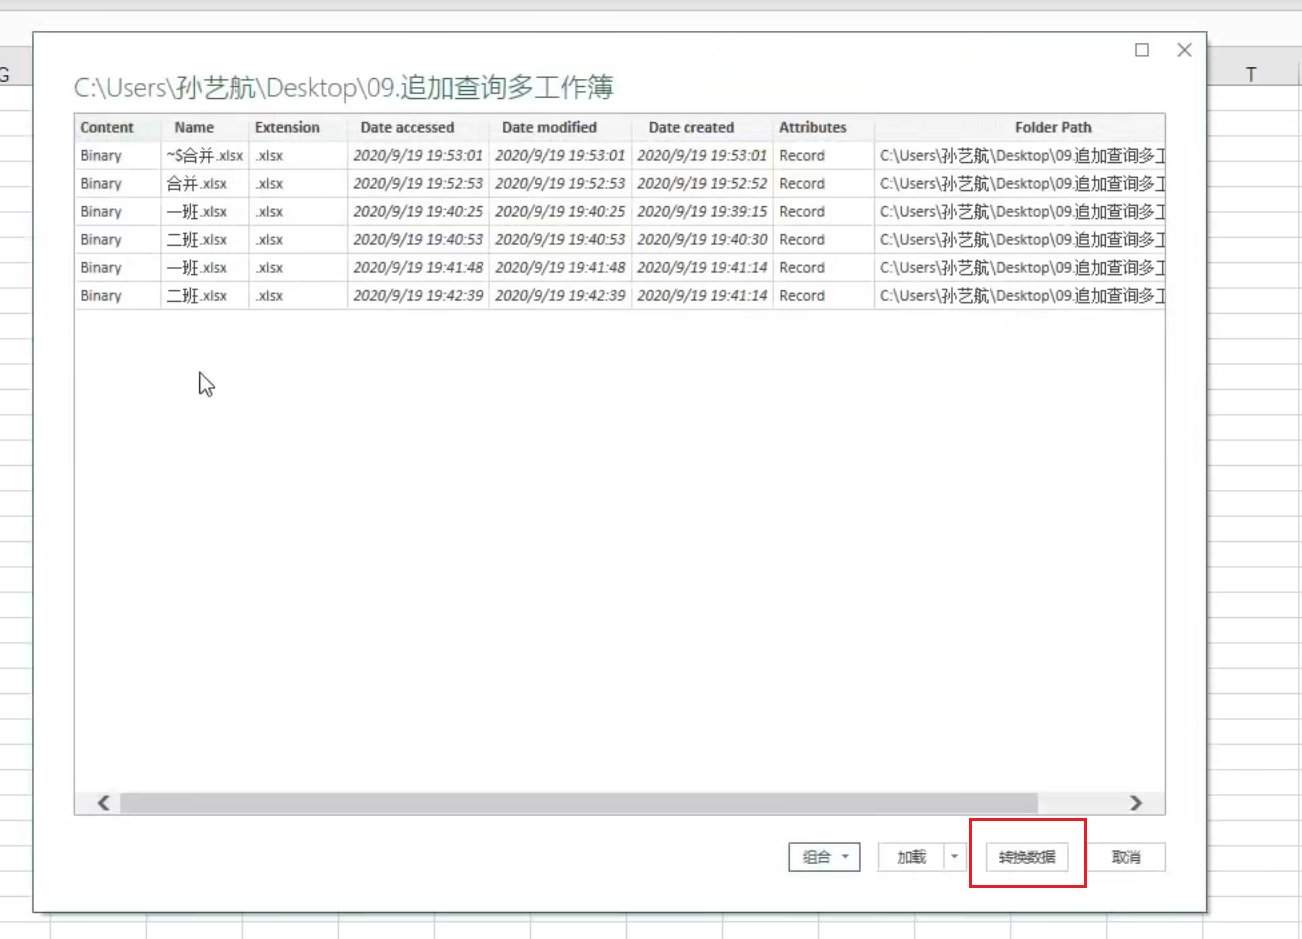 G T
C:\Users\孙艺航\Desktop\09.追加查询多工作簿
Content Name Extension Date accessed Date modified Date created Attributes Folder Path
Binary ~$合并.xlsx .xlsx 2020/9/19 19:53:01 2020/9/19 19:53:01 2020/9/19 19:53:01 Record C:\Users\孙艺航\Desktop\09.追加查询多工
Binary 合并.xlsx .xlsx 2020/9/19 19:52:53 2020/9/19 19:52:53 2020/9/19 19:52:52 Record C:\Users\孙艺航\Desktop\09.追加查询多工
Binary 一班.xlsx .xlsx 2020/9/19 19:40:25 2020/9/19 19:40:25 2020/9/19 19:39:15 Record C:\Users\孙艺航\Desktop\09.追加查询多工
Binary 二班.xlsx .xlsx 2020/9/19 19:40:53 2020/9/19 19:40:53 2020/9/19 19:40:30 Record C:\Users\孙艺航\Desktop\09.追加查询多工
Binary 一班.xlsx .xlsx 2020/9/19 19:41:48 2020/9/19 19:41:48 2020/9/19 19:41:14 Record C:\Users\孙艺航\Desktop\09.追加查询多工
Binary 二班.xlsx .xlsx 2020/9/19 19:42:39 2020/9/19 19:42:39 2020/9/19 19:41:14 Record C:\Users\孙艺航\Desktop\09.追加查询多工
组合 加载 转换数据 取消